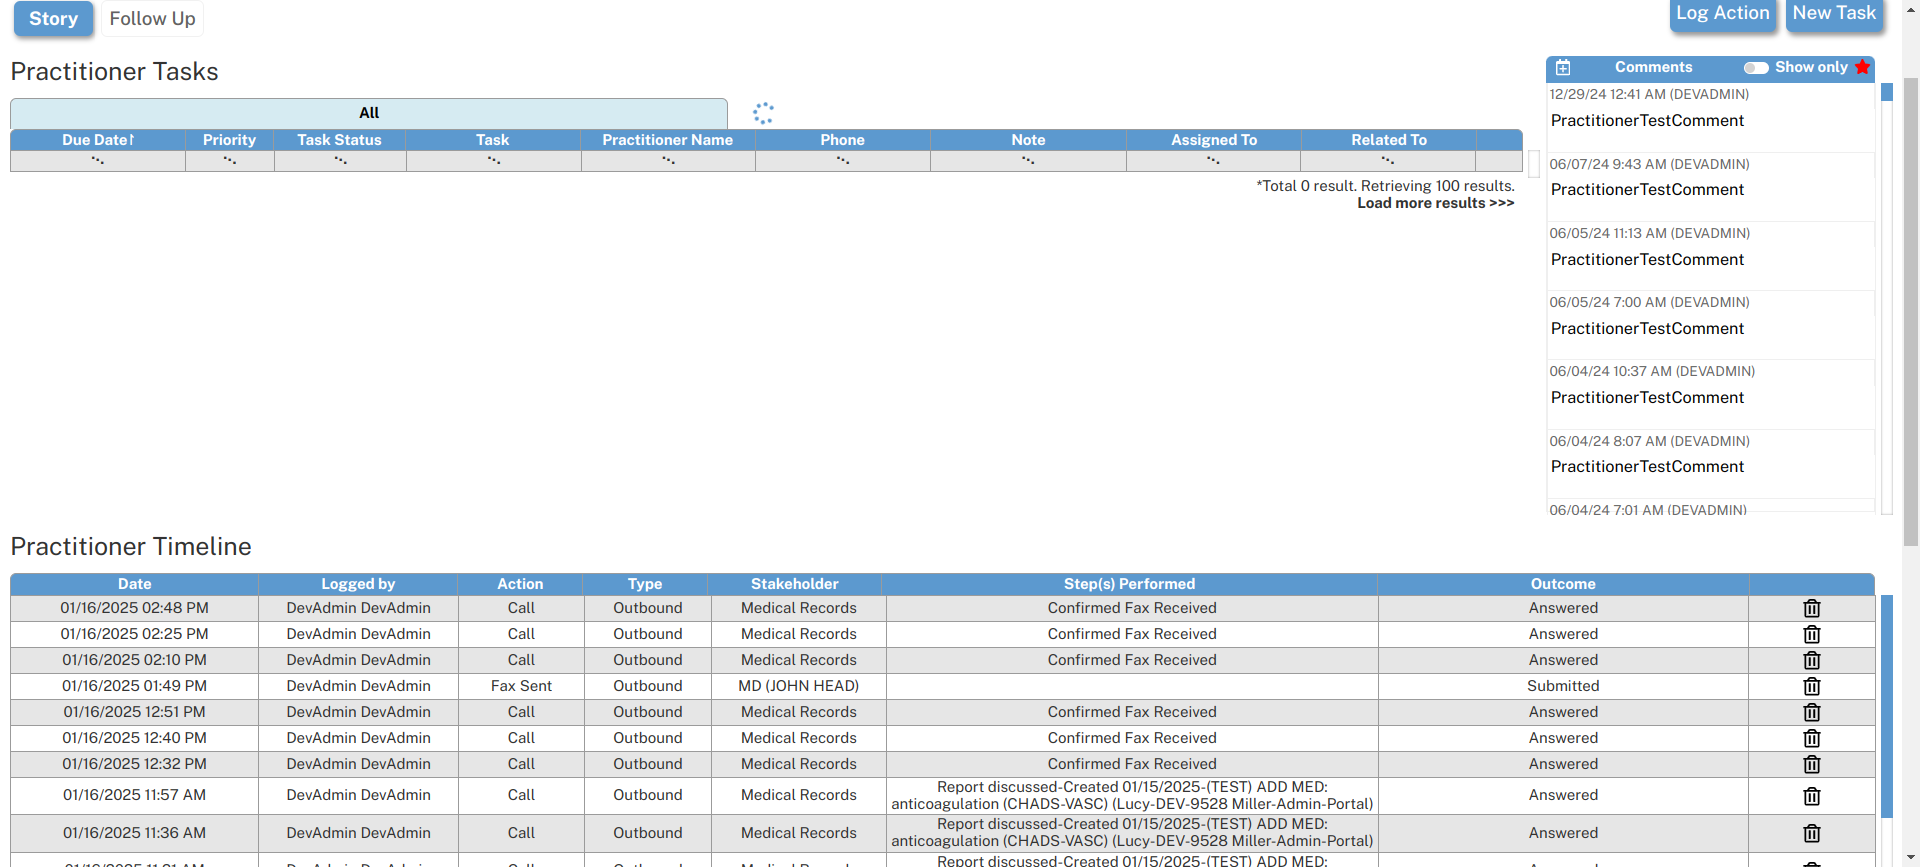 Story Follow Up Log Action New Task
Practitioner Tasks
Comments Show only
All
Due Date Priority Task Status Task Practitioner Name Phone Note Assigned To Related To
*Total 0 result. Retrieving 100 results.
Load more results >>>
12/29/24 12:41 AM (DEVADMIN)
PractitionerTestComment
06/07/24 9:43 AM (DEVADMIN)
PractitionerTestComment
06/05/24 11:13 AM (DEVADMIN)
PractitionerTestComment
06/05/24 7:00 AM (DEVADMIN)
PractitionerTestComment
06/04/24 10:37 AM (DEVADMIN)
PractitionerTestComment
06/04/24 8:07 AM (DEVADMIN)
PractitionerTestComment
06/04/24 7:01 AM (DEVADMIN)
Practitioner Timeline
Date Logged by Action Type Stakeholder Step(s) Performed Outcome
01/16/2025 02:48 PM DevAdmin DevAdmin Call Outbound Medical Records Confirmed Fax Received Answered
01/16/2025 02:25 PM DevAdmin DevAdmin Call Outbound Medical Records Confirmed Fax Received Answered
01/16/2025 02:10 PM DevAdmin DevAdmin Call Outbound Medical Records Confirmed Fax Received Answered
01/16/2025 01:49 PM DevAdmin DevAdmin Fax Sent Outbound MD (JOHN HEAD) Submitted
01/16/2025 12:51 PM DevAdmin DevAdmin Call Outbound Medical Records Confirmed Fax Received Answered
01/16/2025 12:40 PM DevAdmin DevAdmin Call Outbound Medical Records Confirmed Fax Received Answered
01/16/2025 12:32 PM DevAdmin DevAdmin Call Outbound Medical Records Confirmed Fax Received Answered
01/16/2025 11:57 AM DevAdmin DevAdmin Call Outbound Medical Records Report discussed-Created 01/15/2025-(TEST) ADD MED:
anticoagulation (CHADS-VASC) (Lucy-DEV-9528 Miller-Admin-Portal) Answered
01/16/2025 11:36 AM DevAdmin DevAdmin Call Outbound Medical Records Report discussed-Created 01/15/2025-(TEST) ADD MED:
anticoagulation (CHADS-VASC) (Lucy-DEV-9528 Miller-Admin-Portal) Answered
Report discussed-Created 01/15/2025-(TEST) ADD MED: